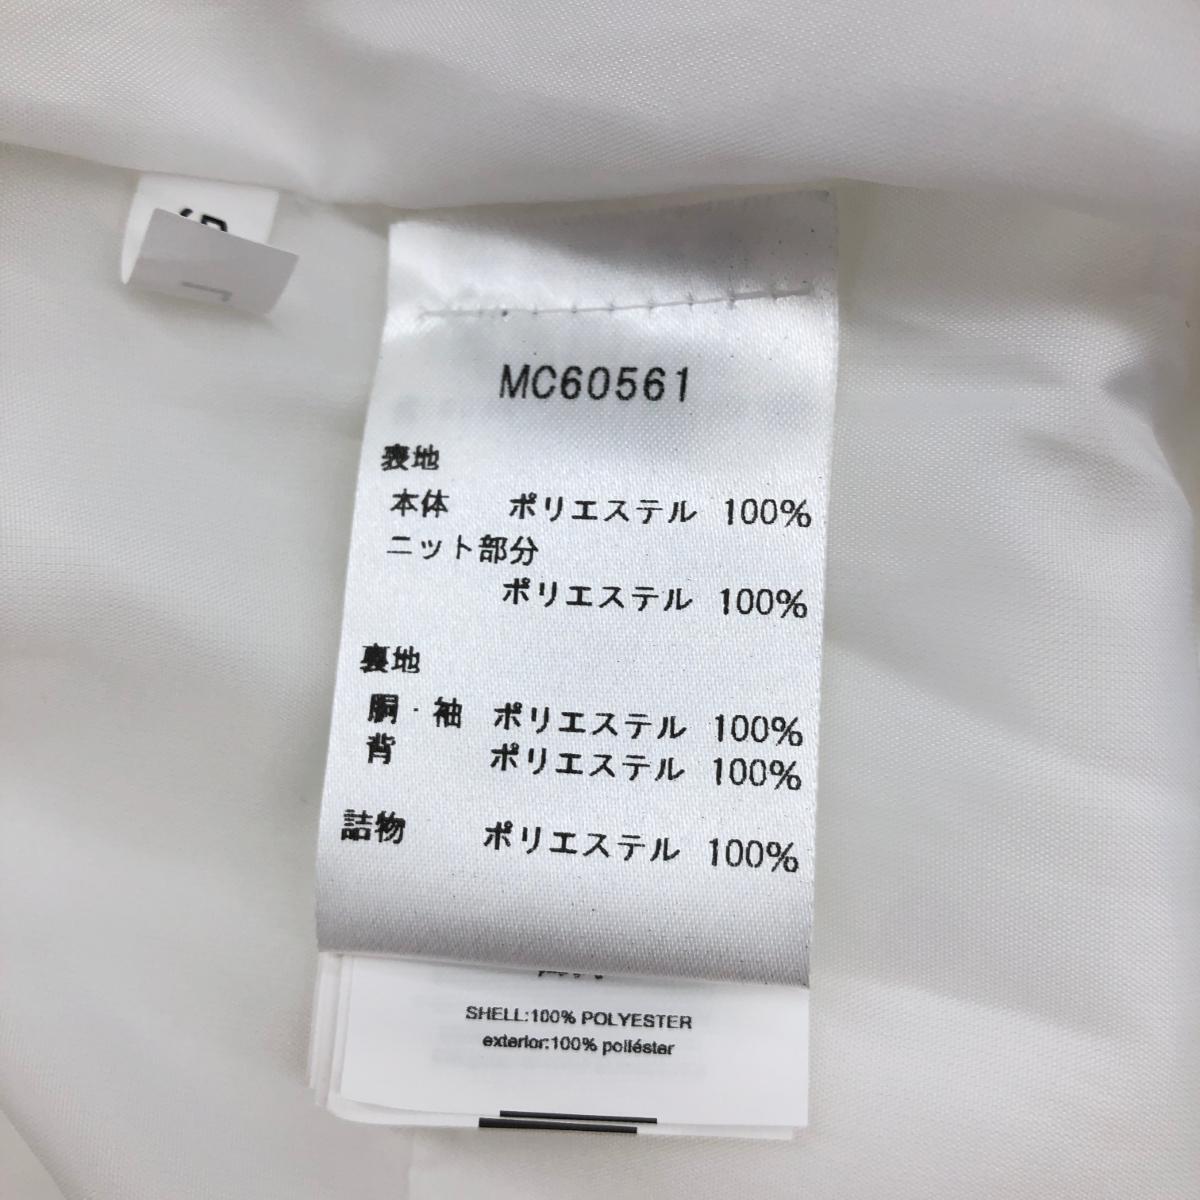 MC60561
表地
本体 ポリエステル 100%
ニット部分
ポリエステル 100%
裏地
胴・袖 ポリエステル 100%
背 ポリエステル 100%
詰物 ポリエステル 100%
SHELL:100% POLYESTER
exterior:100% poliéster